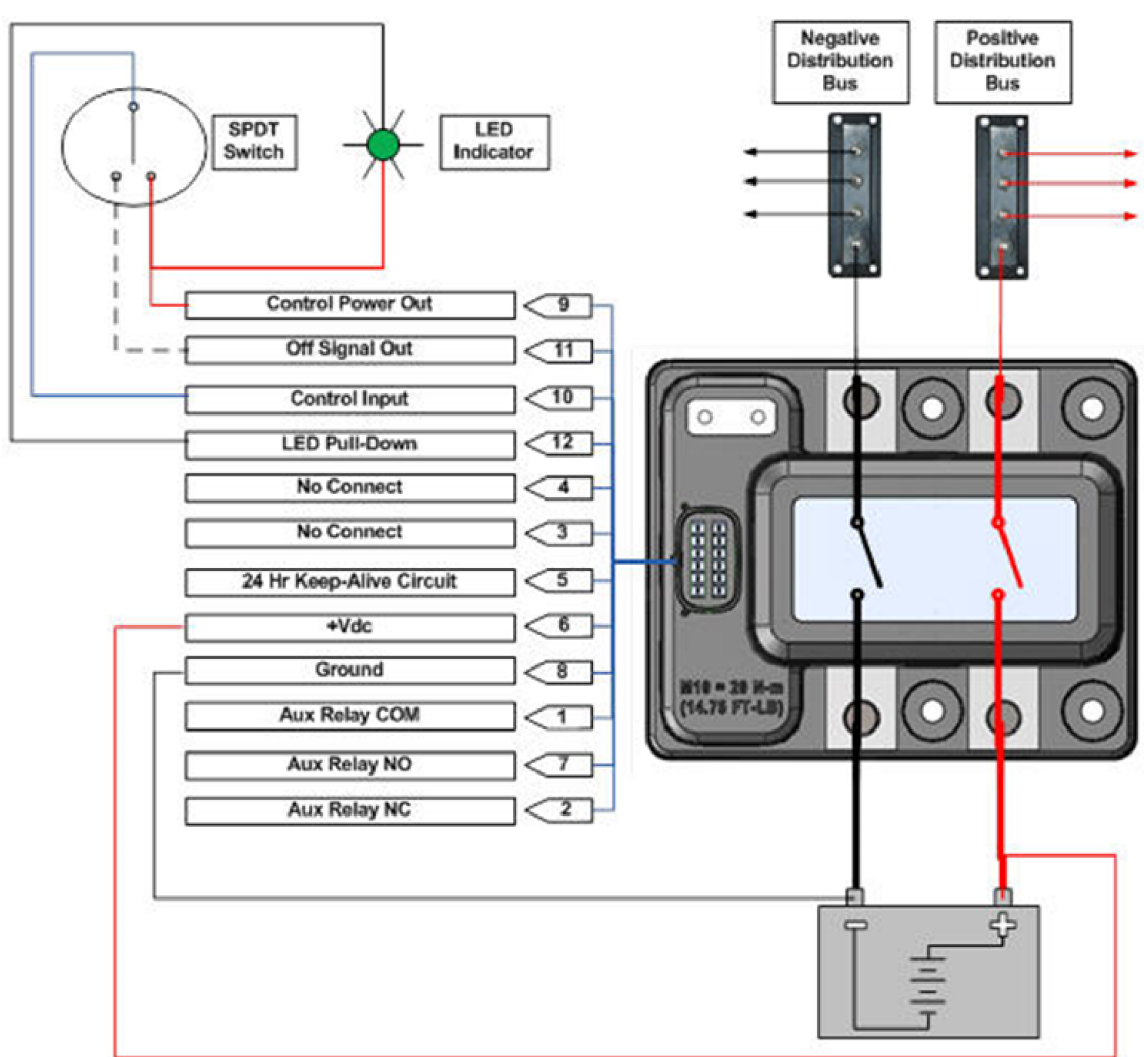 SPDT
Switch
LED
Indicator
Negative
Distribution
Bus
Positive
Distribution
Bus
Control Power Out 9
Off Signal Out 11
Control Input 10
LED Pull-Down 12
No Connect 4
No Connect 3
24 Hr Keep-Alive Circuit 5
+Vdc 6
Ground 8
Aux Relay COM 1
Aux Relay NO 7
Aux Relay NC 2
M10 = 20 N-m
(14.75 FT-LB)